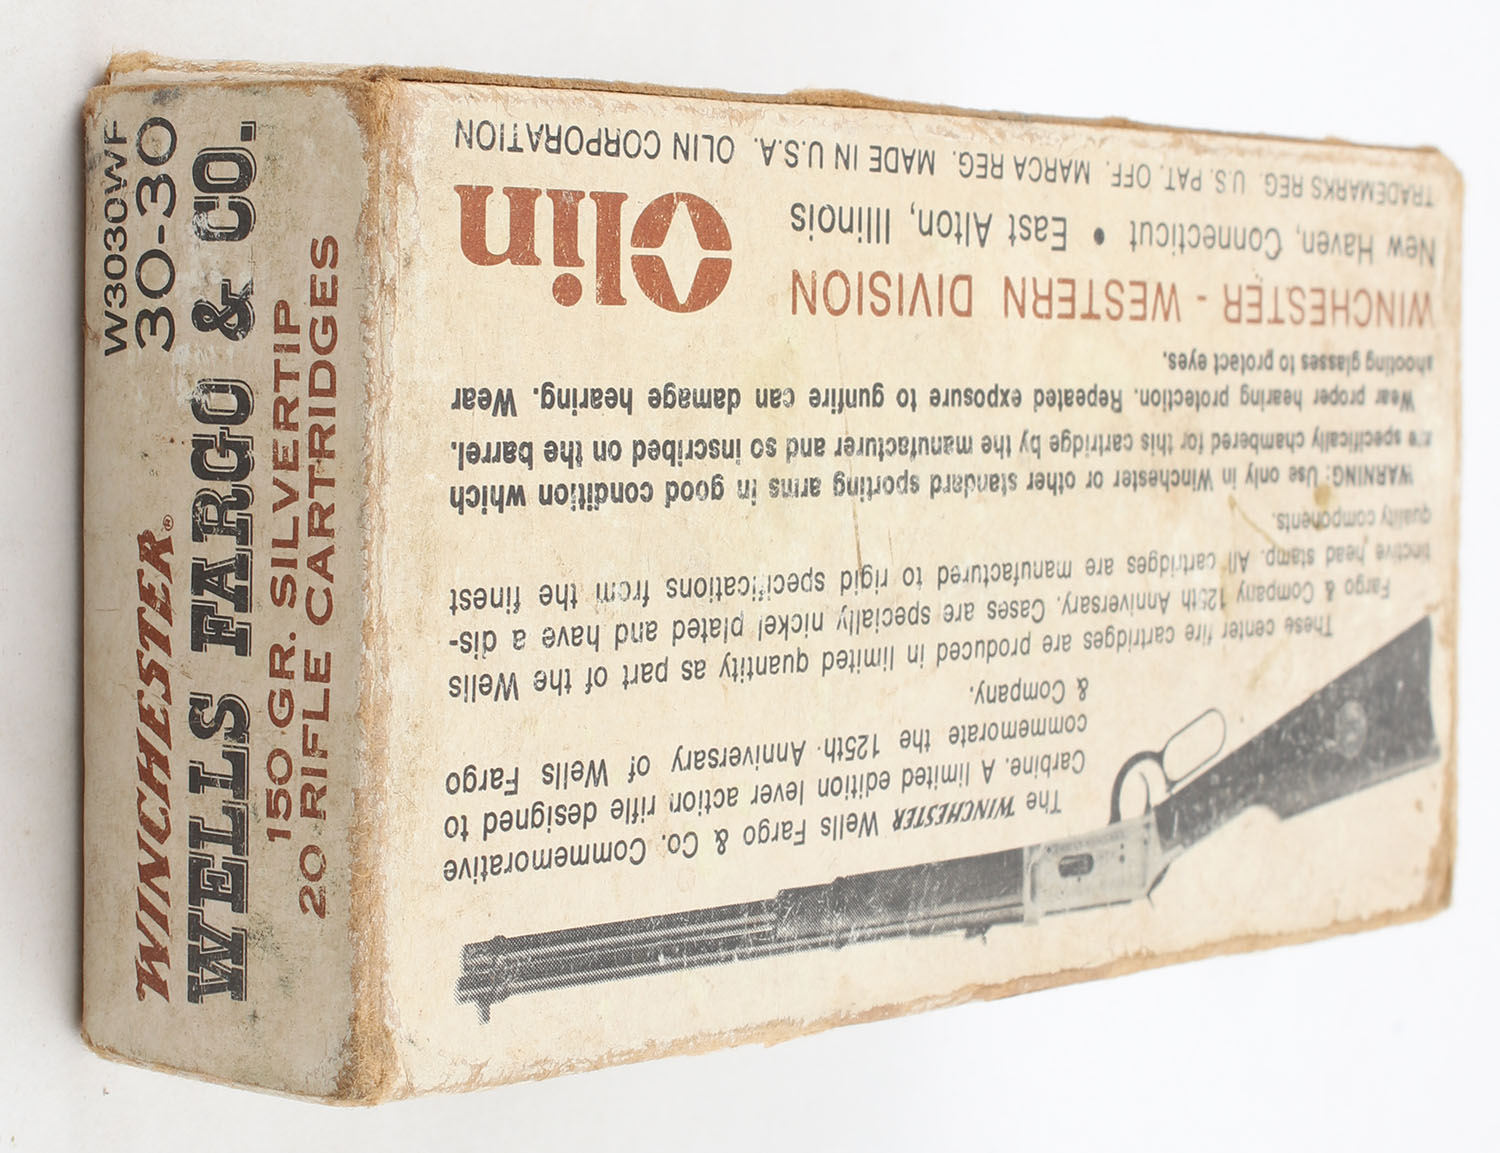 W3030WF
WINCHESTER® 30-30
WELLS FARGO & CO.
150 GR. SILVERTIP
20 RIFLE CARTRIDGES
The WINCHESTER Wells Fargo & Co. Commemorative
Carbine. A limited edition lever action rifle designed to
commemorate the 125th Anniversary of Wells Fargo
& Company.
These center fire cartridges are produced in limited quantity as part of the Wells
Fargo & Company 125th Anniversary. Cases are specially nickel plated and have a dis-
tinctive head stamp. All cartridges are manufactured to rigid specifications from the finest
quality components.
WARNING: Use only in Winchester or other standard sporting arms in good condition which
are specifically chambered for this cartridge by the manufacturer and so inscribed on the barrel.
Wear proper hearing protection. Repeated exposure to gunfire can damage hearing. Wear
shooting glasses to protect eyes.
WINCHESTER - WESTERN DIVISION
New Haven, Connecticut • East Alton, Illinois
Olin
TRADEMARKS REG. U.S. PAT. OFF. MARCA REG. MADE IN U.S.A. OLIN CORPORATION